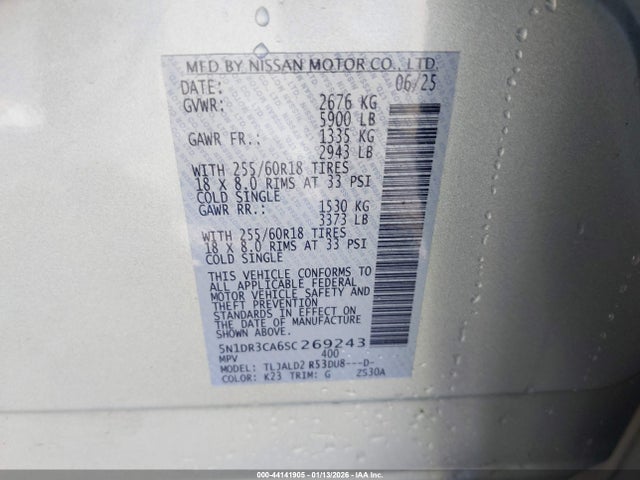 MFD BY NISSAN MOTOR CO., LTD.
DATE: 06/25
GVWR: 2676 KG
5900 LB
GAWR FR.: 1335 KG
2943 LB
WITH 255/60R18 TIRES
18 X 8.0 RIMS AT 33 PSI
COLD SINGLE
GAWR RR.: 1530 KG
3373 LB
WITH 255/60R18 TIRES
18 X 8.0 RIMS AT 33 PSI
COLD SINGLE
THIS VEHICLE CONFORMS TO
ALL APPLICABLE FEDERAL
MOTOR VEHICLE SAFETY AND
THEFT PREVENTION
STANDARDS IN EFFECT ON
THE DATE OF MANUFACTURE
SHOWN ABOVE.
5N1DR3CA6SC269243
MPV 400
MODEL: TLJALD2 R53DU8---D-
COLOR: K23 TRIM: G ZS30A
000-44141905 - 01/13/2026 - IAA Inc.